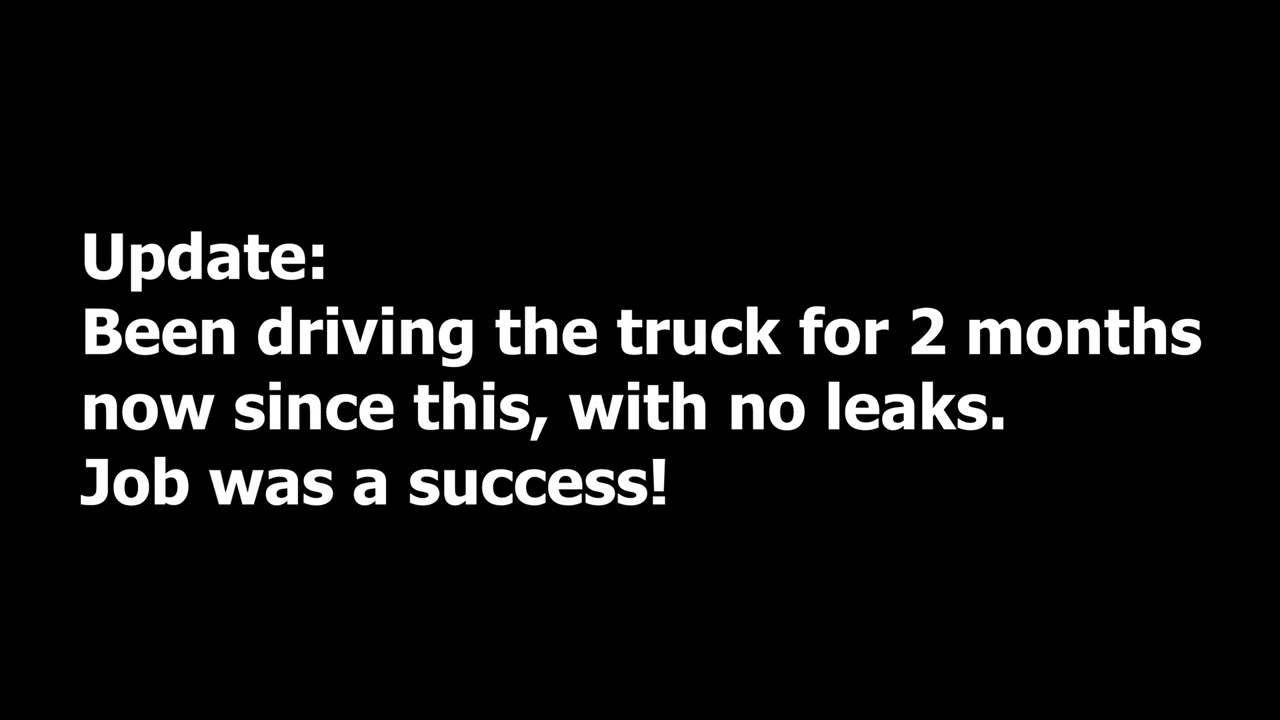 Update:
Been driving the truck for 2 months
now since this, with no leaks.
Job was a success!